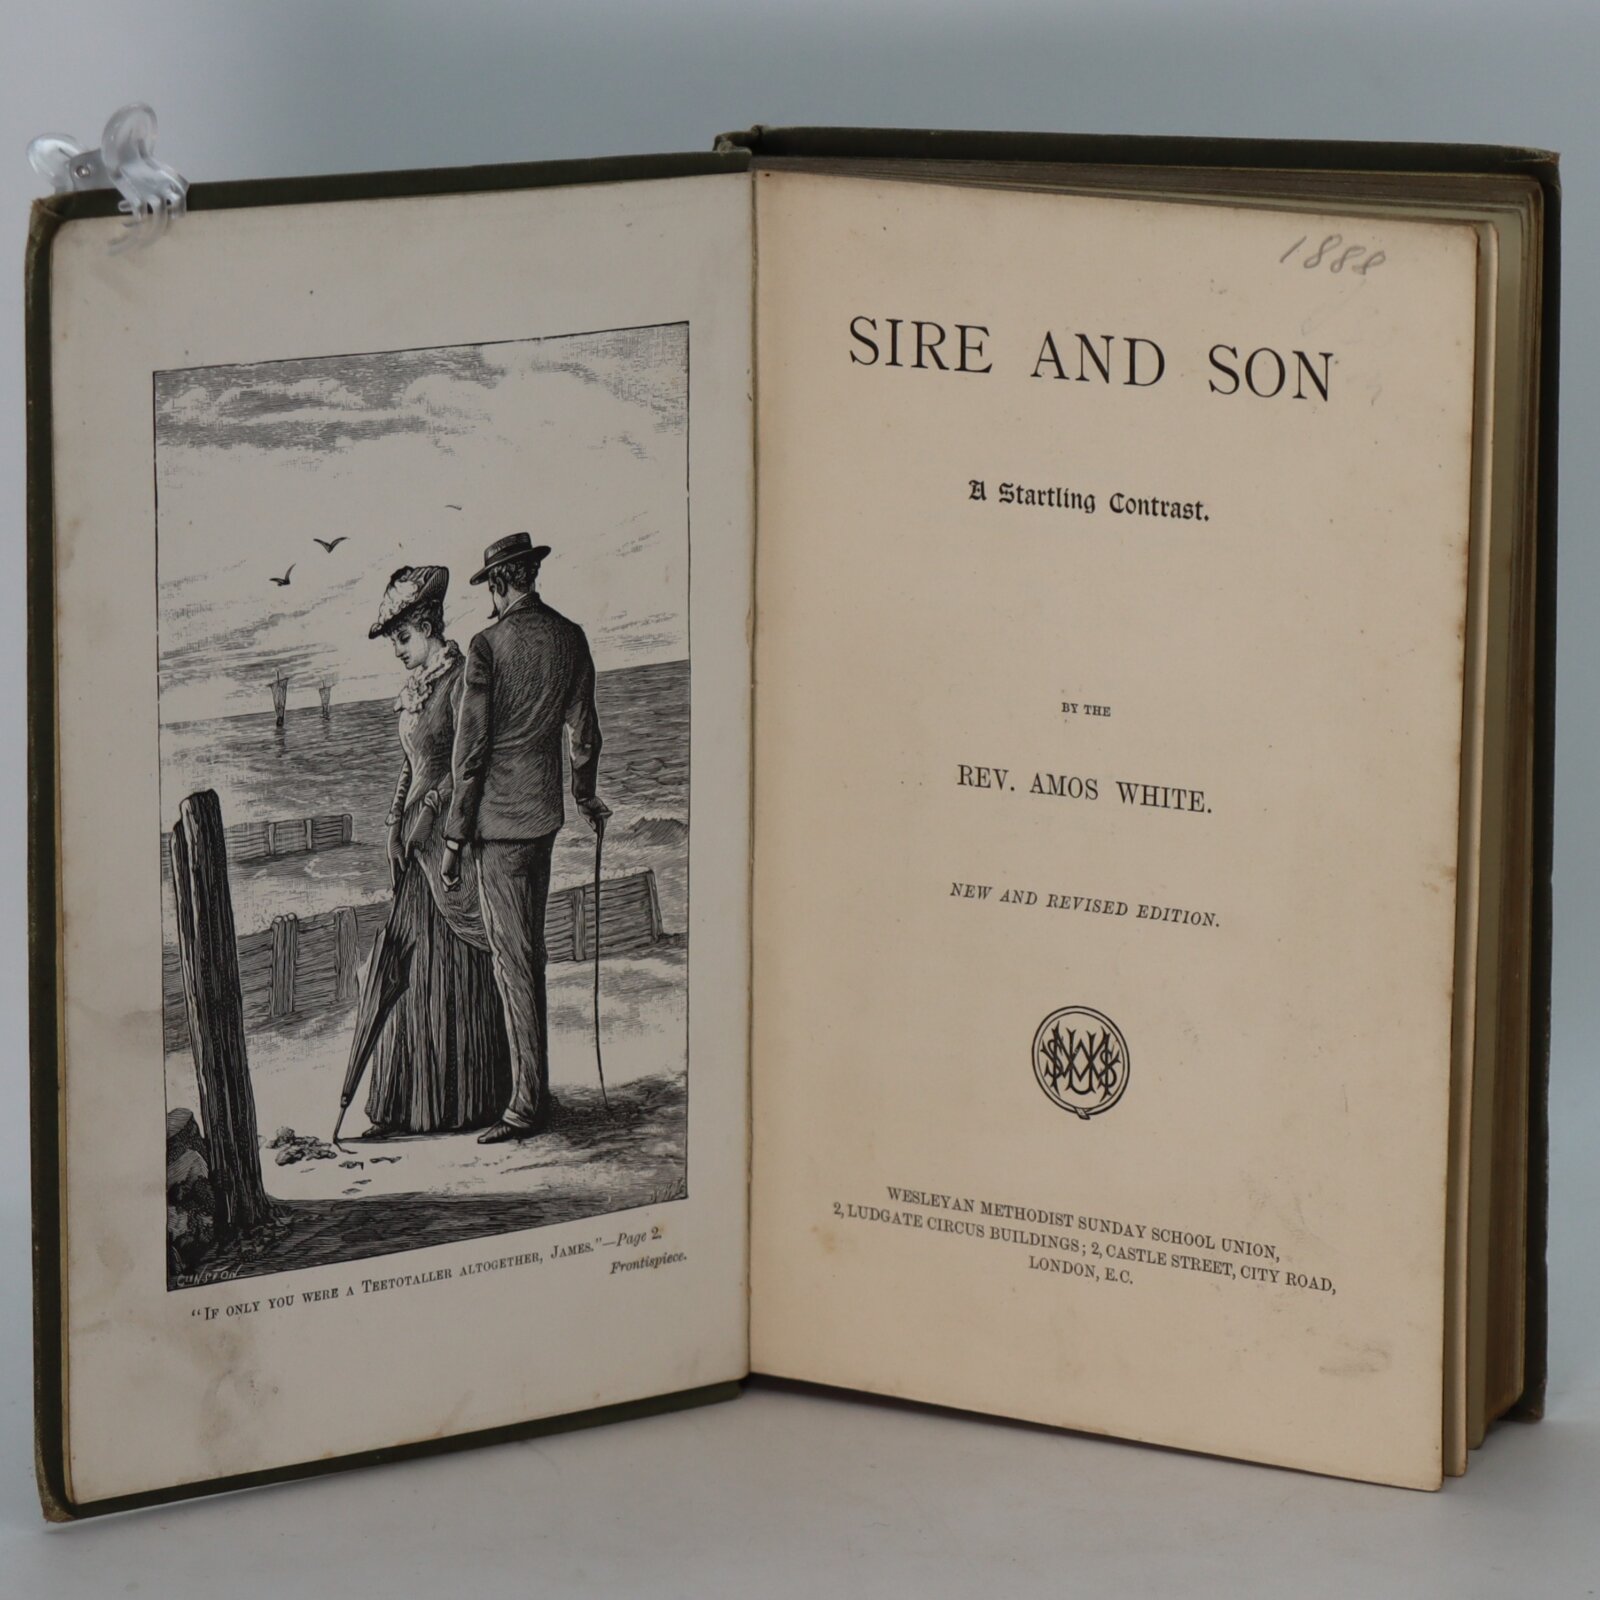 GUNSTON
"IF ONLY YOU WERE A TEETOTALLER ALTOGETHER, JAMES."—Page 2.
Frontispiece.
1888
SIRE AND SON
A Startling Contrast.
BY THE
REV. AMOS WHITE.
NEW AND REVISED EDITION.
WESLEYAN METHODIST SUNDAY SCHOOL UNION,
2, LUDGATE CIRCUS BUILDINGS; 2, CASTLE STREET, CITY ROAD,
LONDON, E.C.